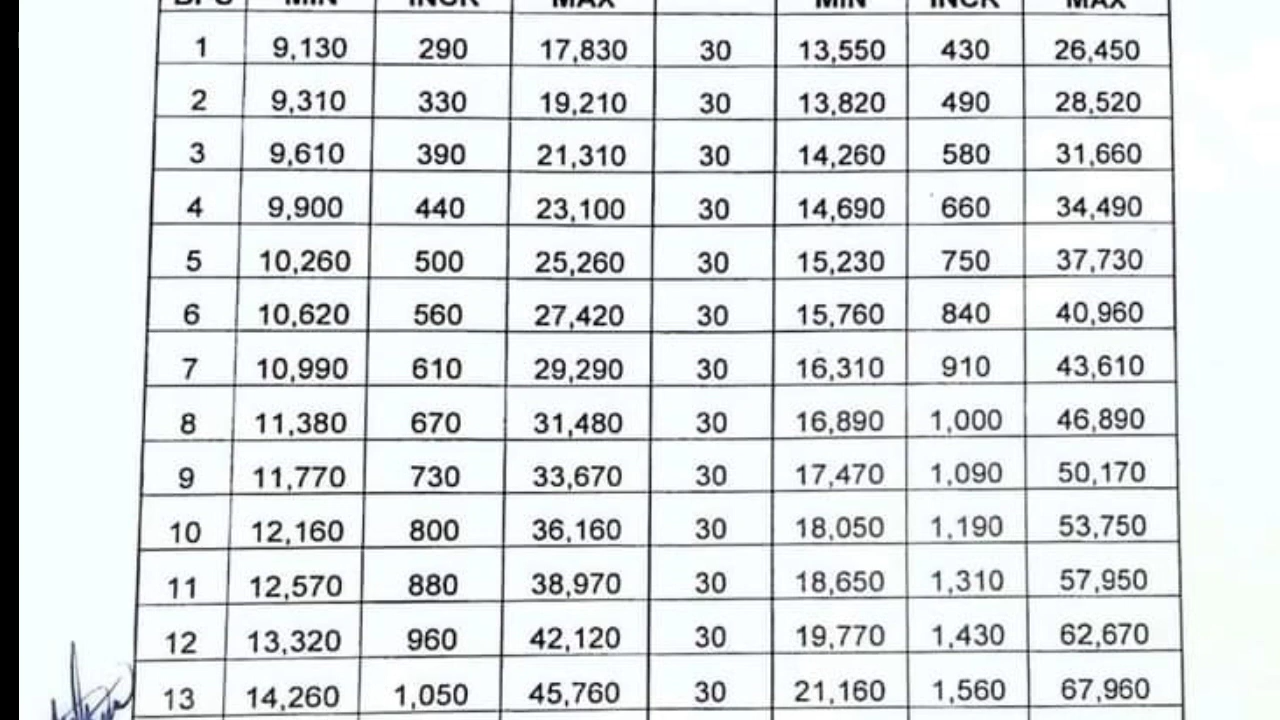 BPS MIN INCR MAX MIN INCR MAX
1 9,130 290 17,830 30 13,550 430 26,450
2 9,310 330 19,210 30 13,820 490 28,520
3 9,610 390 21,310 30 14,260 580 31,660
4 9,900 440 23,100 30 14,690 660 34,490
5 10,260 500 25,260 30 15,230 750 37,730
6 10,620 560 27,420 30 15,760 840 40,960
7 10,990 610 29,290 30 16,310 910 43,610
8 11,380 670 31,480 30 16,890 1,000 46,890
9 11,770 730 33,670 30 17,470 1,090 50,170
10 12,160 800 36,160 30 18,050 1,190 53,750
11 12,570 880 38,970 30 18,650 1,310 57,950
12 13,320 960 42,120 30 19,770 1,430 62,670
13 14,260 1,050 45,760 30 21,160 1,560 67,960